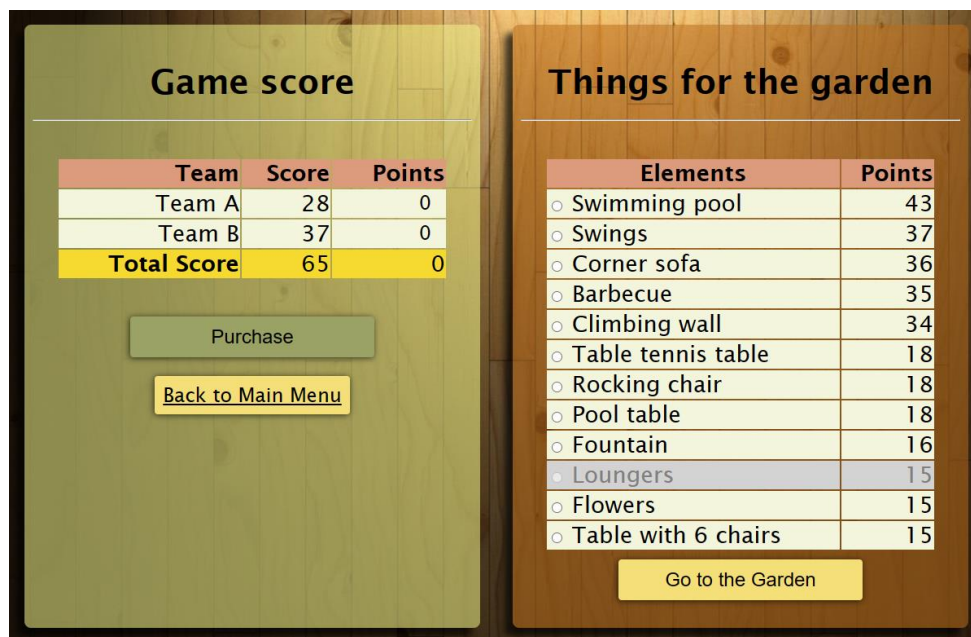 Game score
Team Score Points
Team A 28 0
Team B 37 0
Total Score 65 0
Purchase
Back to Main Menu
Things for the garden
Elements Points
Swimming pool 43
Swings 37
Corner sofa 36
Barbecue 35
Climbing wall 34
Table tennis table 18
Rocking chair 18
Pool table 18
Fountain 16
Loungers 15
Flowers 15
Table with 6 chairs 15
Go to the Garden